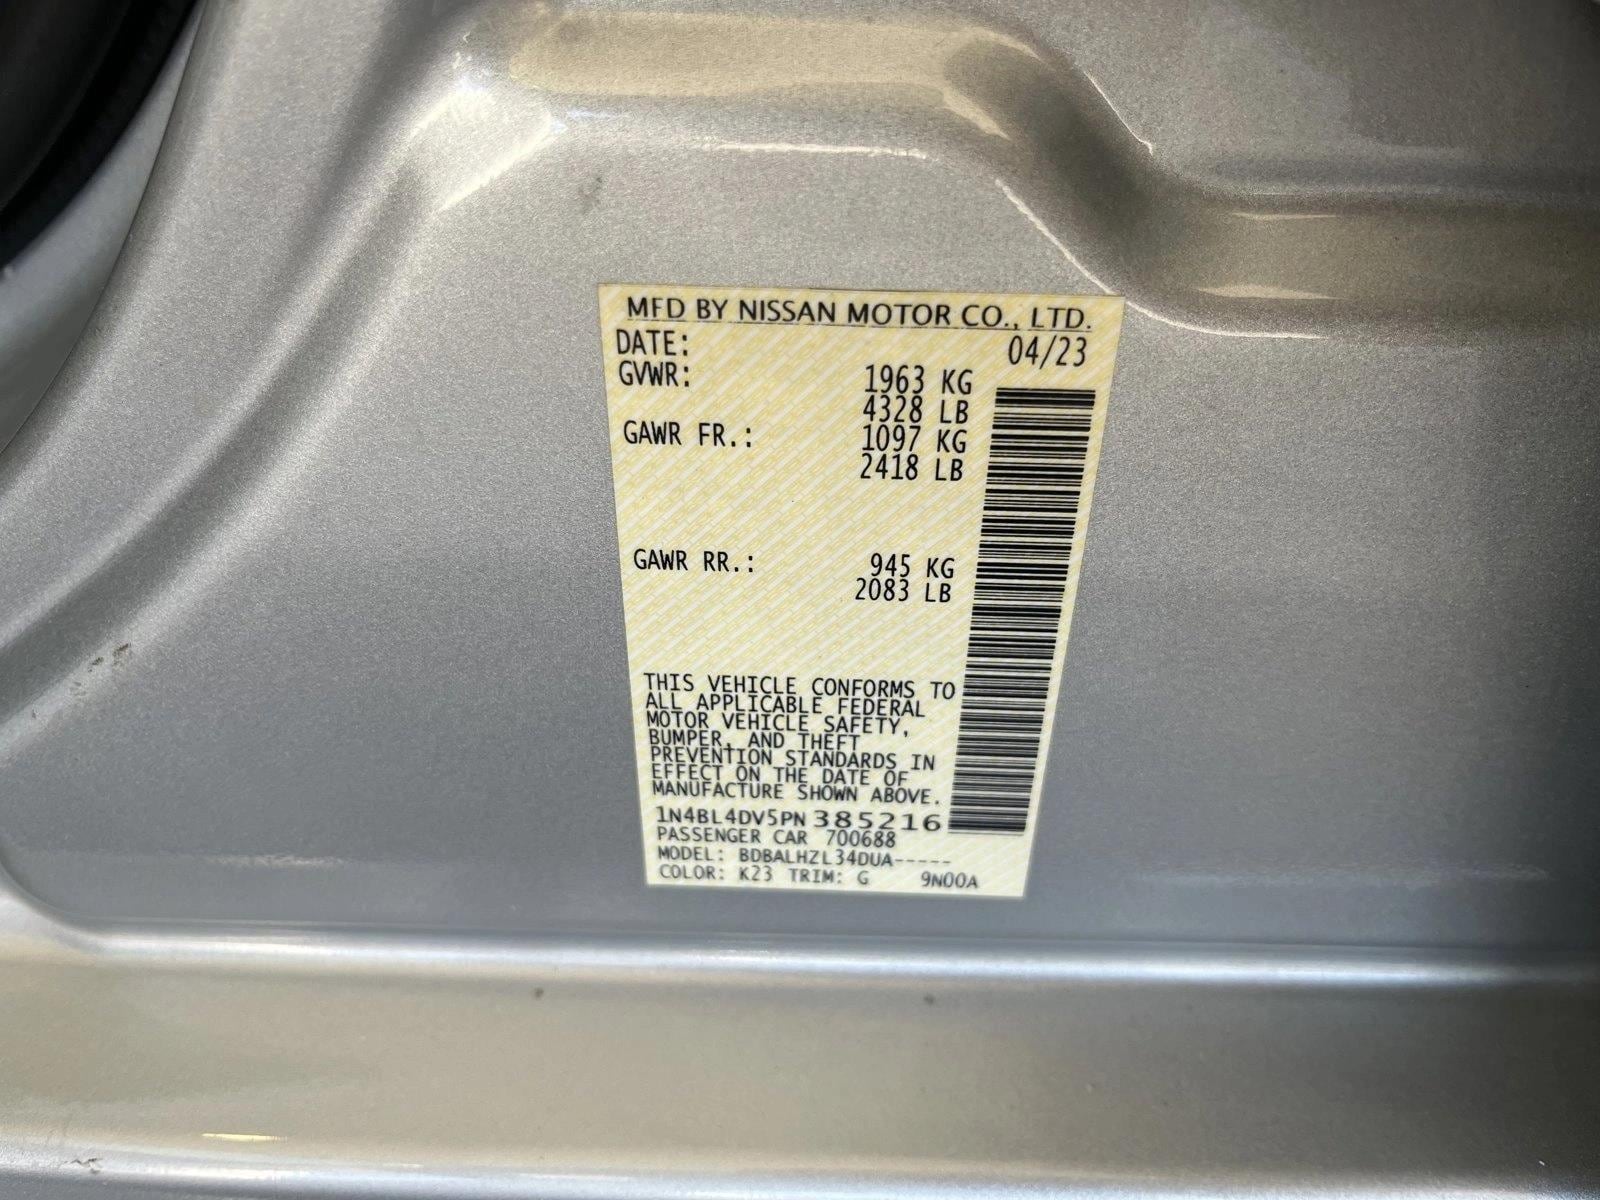 MFD BY NISSAN MOTOR CO., LTD.
DATE: 04/23
GVWR: 1963 KG
4328 LB
GAWR FR.: 1097 KG
2418 LB
GAWR RR.: 945 KG
2083 LB
THIS VEHICLE CONFORMS TO
ALL APPLICABLE FEDERAL
MOTOR VEHICLE SAFETY,
BUMPER, AND THEFT
PREVENTION STANDARDS IN
EFFECT ON THE DATE OF
MANUFACTURE SHOWN ABOVE.
1N4BL4DV5PN385216
PASSENGER CAR 700688
MODEL: BDBALHZL34DUA-----
COLOR: K23 TRIM: G 9N00A